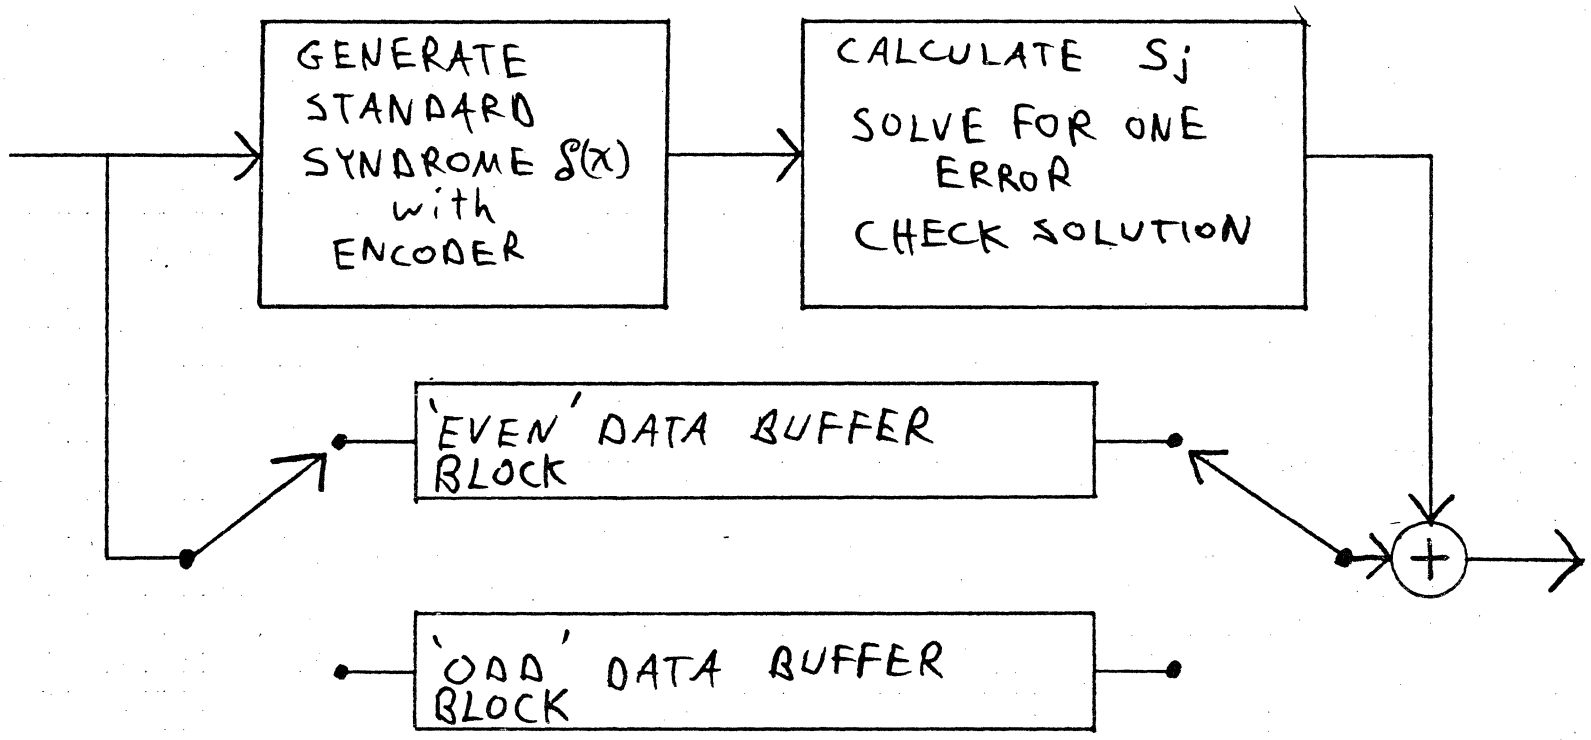 GENERATE
STANDARD
SYNDROME S(x)
with
ENCODER
CALCULATE Sj
SOLVE FOR ONE
ERROR
CHECK SOLUTION
'EVEN' DATA BUFFER
BLOCK
+
'ODD' DATA BUFFER
BLOCK